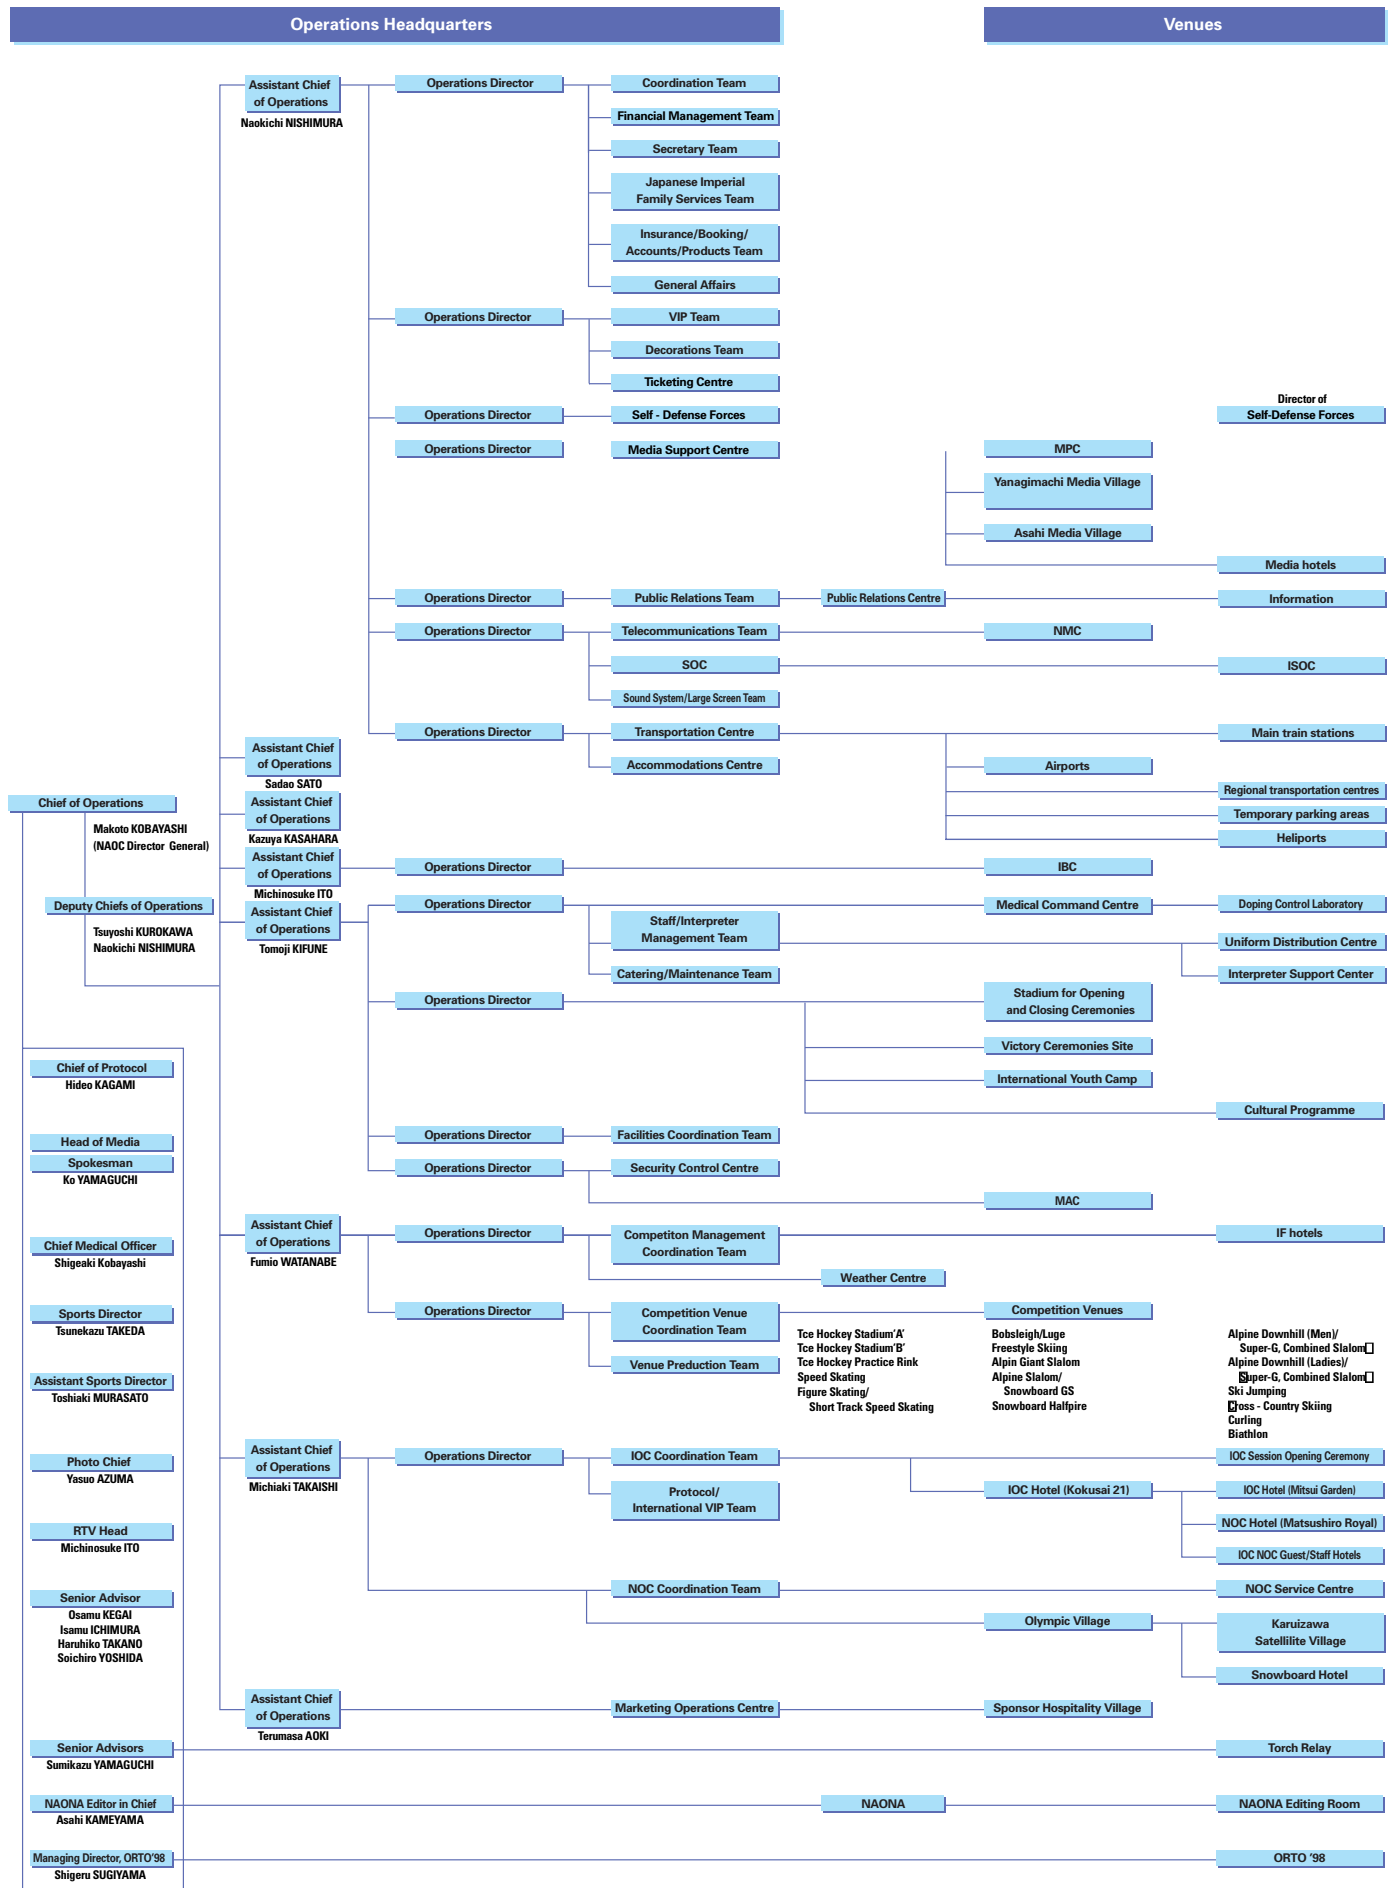 Operations Headquarters
Venues
Assistant Chief
of Operations
Naokichi NISHIMURA
Operations Director
Coordination Team
Financial Management Team
Secretary Team
Japanese Imperial
Family Services Team
Insurance/Booking/
Accounts/Products Team
General Affairs
Operations Director
VIP Team
Decorations Team
Ticketing Centre
Operations Director
Self - Defense Forces
Director of
Self-Defense Forces
Operations Director
Media Support Centre
MPC
Yanagimachi Media Village
Asahi Media Village
Media hotels
Operations Director
Public Relations Team
Public Relations Centre
Information
Operations Director
Telecommunications Team
NMC
SOC
ISOC
Sound System/Large Screen Team
Operations Director
Transportation Centre
Main train stations
Accommodations Centre
Airports
Regional transportation centres
Temporary parking areas
Heliports
Assistant Chief
of Operations
Sadao SATO
Assistant Chief
of Operations
Kazuya KASAHARA
Chief of Operations
Makoto KOBAYASHI
(NAOC Director General)
Assistant Chief
of Operations
Michinosuke ITO
Operations Director
IBC
Deputy Chiefs of Operations
Tsuyoshi KUROKAWA
Naokichi NISHIMURA
Assistant Chief
of Operations
Tomoji KIFUNE
Operations Director
Medical Command Centre
Doping Control Laboratory
Staff/Interpreter
Management Team
Uniform Distribution Centre
Catering/Maintenance Team
Interpreter Support Center
Operations Director
Stadium for Opening
and Closing Ceremonies
Victory Ceremonies Site
International Youth Camp
Cultural Programme
Operations Director
Facilities Coordination Team
Operations Director
Security Control Centre
MAC
Chief of Protocol
Hideo KAGAMI
Head of Media
Spokesman
Ko YAMAGUCHI
Chief Medical Officer
Shigeaki Kobayashi
Sports Director
Tsunekazu TAKEDA
Assistant Sports Director
Toshiaki MURASATO
Photo Chief
Yasuo AZUMA
RTV Head
Michinosuke ITO
Senior Advisor
Osamu KEGAI
Isamu ICHIMURA
Haruhiko TAKANO
Soichiro YOSHIDA
Assistant Chief
of Operations
Fumio WATANABE
Operations Director
Competiton Management
Coordination Team
IF hotels
Weather Centre
Operations Director
Competition Venue
Coordination Team
Competition Venues
Venue Preduction Team
Tce Hockey Stadium'A'
Tce Hockey Stadium'B'
Tce Hockey Practice Rink
Speed Skating
Figure Skating/
Short Track Speed Skating
Bobsleigh/Luge
Freestyle Skiing
Alpin Giant Slalom
Alpine Slalom/
Snowboard GS
Snowboard Halfpire
Alpine Downhill (Men)/
Super-G, Combined Slalom
Alpine Downhill (Ladies)/
Super-G, Combined Slalom
Ski Jumping
Cross - Country Skiing
Curling
Biathlon
Assistant Chief
of Operations
Michiaki TAKAISHI
Operations Director
IOC Coordination Team
IOC Session Opening Ceremony
Protocol/
International VIP Team
IOC Hotel (Kokusai 21)
IOC Hotel (Mitsui Garden)
NOC Hotel (Matsushiro Royal)
IOC NOC Guest/Staff Hotels
NOC Coordination Team
NOC Service Centre
Olympic Village
Karuizawa
Satellilite Village
Snowboard Hotel
Assistant Chief
of Operations
Terumasa AOKI
Marketing Operations Centre
Sponsor Hospitality Village
Senior Advisors
Sumikazu YAMAGUCHI
Torch Relay
NAONA Editor in Chief
Asahi KAMEYAMA
NAONA
NAONA Editing Room
Managing Director, ORTO'98
Shigeru SUGIYAMA
ORTO '98